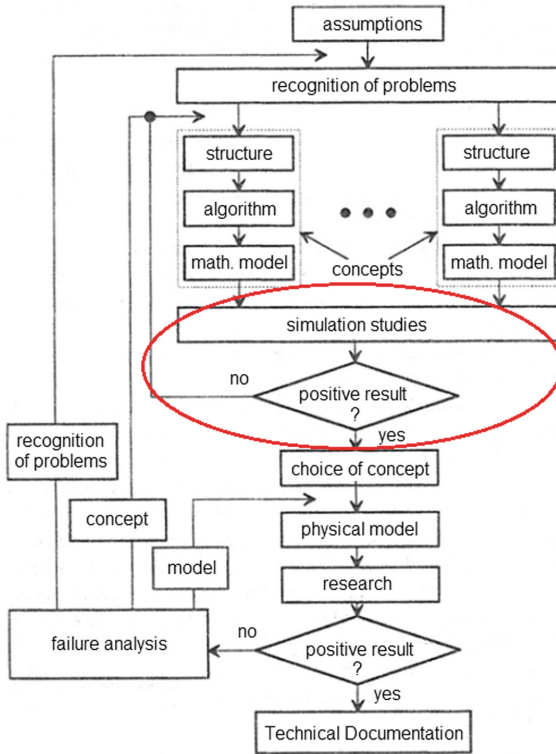 assumptions
recognition of problems
structure
structure
algorithm
algorithm
math. model
concepts
math. model
simulation studies
no
positive result
?
yes
recognition
of problems
choice of concept
concept
physical model
model
research
failure analysis
no
positive result
?
yes
Technical Documentation